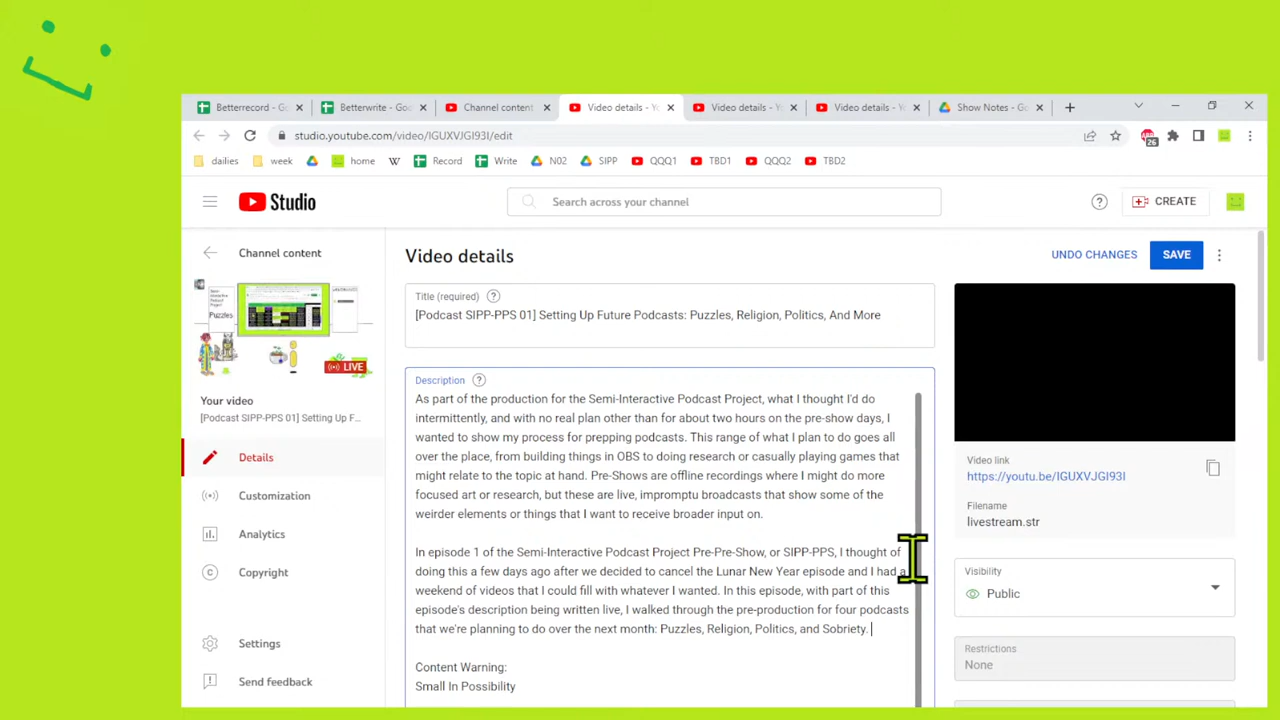 Betterrecord - Goo
Betterwrite - Goo
Channel content
Video details - Yo
Video details - Yo
Video details - Yo
Show Notes - Goo
studio.youtube.com/video/IGUXVJGI93I/edit
26
dailies
week
home
W
Record
Write
N02
SIPP
QQQ1
TBD1
QQQ2
TBD2
Studio
Search across your channel
CREATE
Channel content
Video details
UNDO CHANGES
SAVE
Puzzles
LIVE
Your video
[Podcast SIPP-PPS 01] Setting Up F...
Details
Customization
Analytics
Copyright
Settings
Send feedback
Title (required)
[Podcast SIPP-PPS 01] Setting Up Future Podcasts: Puzzles, Religion, Politics, And More
Description
As part of the production for the Semi-Interactive Podcast Project, what I thought I'd do
intermittently, and with no real plan other than for about two hours on the pre-show days, I
wanted to show my process for prepping podcasts. This range of what I plan to do goes all
over the place, from building things in OBS to doing research or casually playing games that
might relate to the topic at hand. Pre-Shows are offline recordings where I might do more
focused art or research, but these are live, impromptu broadcasts that show some of the
weirder elements or things that I want to receive broader input on.
In episode 1 of the Semi-Interactive Podcast Project Pre-Pre-Show, or SIPP-PPS, I thought of
doing this a few days ago after we decided to cancel the Lunar New Year episode and I had a
weekend of videos that I could fill with whatever I wanted. In this episode, with part of this
episode's description being written live, I walked through the pre-production for four podcasts
that we're planning to do over the next month: Puzzles, Religion, Politics, and Sobriety.
Content Warning:
Small In Possibility
Video link
https://youtu.be/IGUXVJGI93I
Filename
livestream.str
Visibility
Public
Restrictions
None